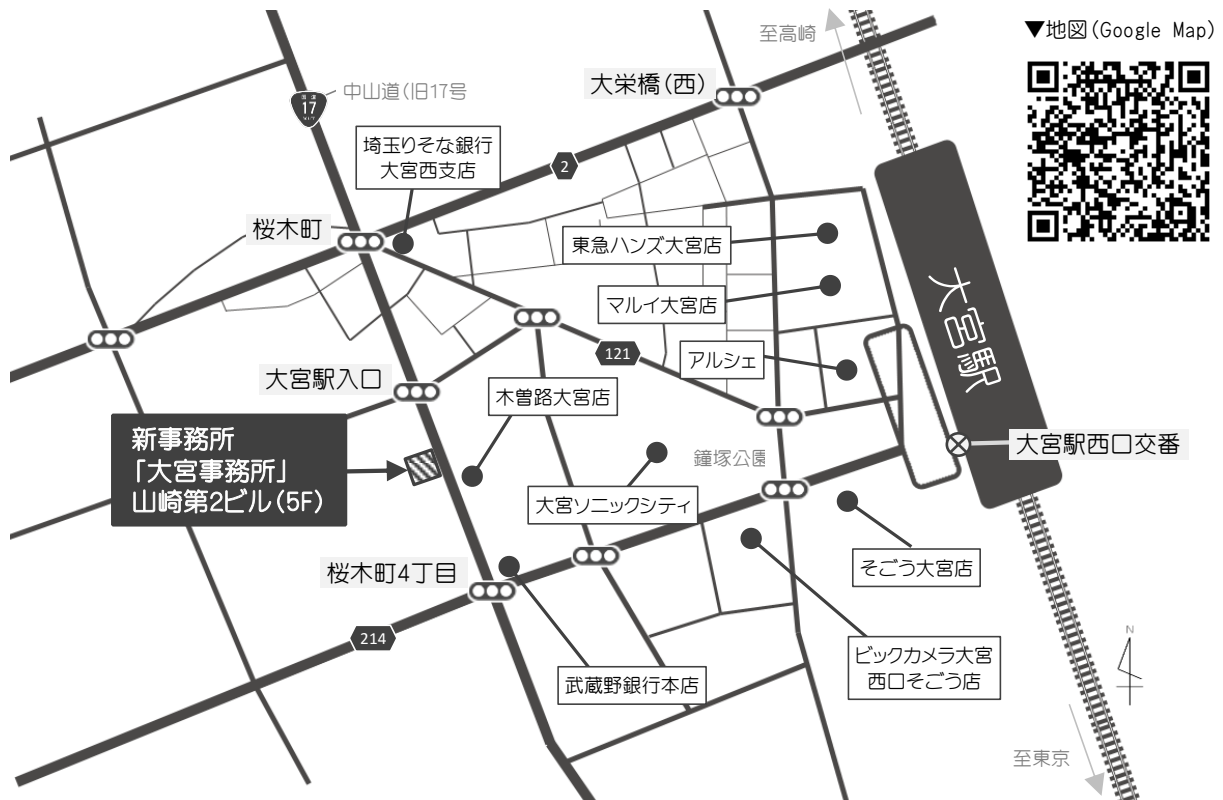 ▼地図(Google Map)
至高崎
大栄橋(西)
中山道(旧17号
国道
17
埼玉りそな銀行
大宮西支店
2
桜木町
東急ハンズ大宮店
マルイ大宮店
大宮駅
121
アルシェ
大宮駅入口
木曽路大宮店
新事務所
「大宮事務所」
山崎第2ビル(5F)
鐘塚公園
大宮駅西口交番
大宮ソニックシティ
そごう大宮店
桜木町4丁目
214
ビックカメラ大宮
西口そごう店
武蔵野銀行本店
N
至東京